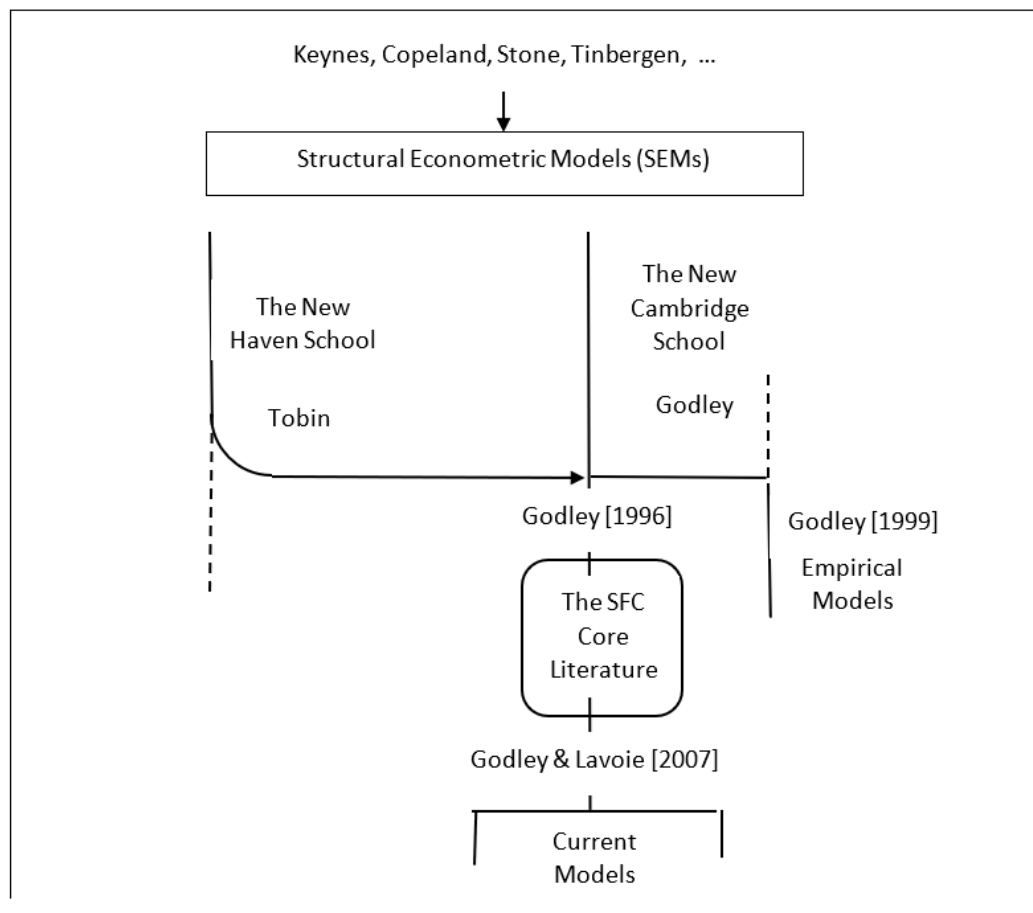 Keynes, Copeland, Stone, Tinbergen, ...
Structural Econometric Models (SEMs)
The New
Haven School
Tobin
The New
Cambridge
School
Godley
Godley [1996]
Godley [1999]
Empirical
Models
The SFC
Core
Literature
Godley & Lavoie [2007]
Current
Models